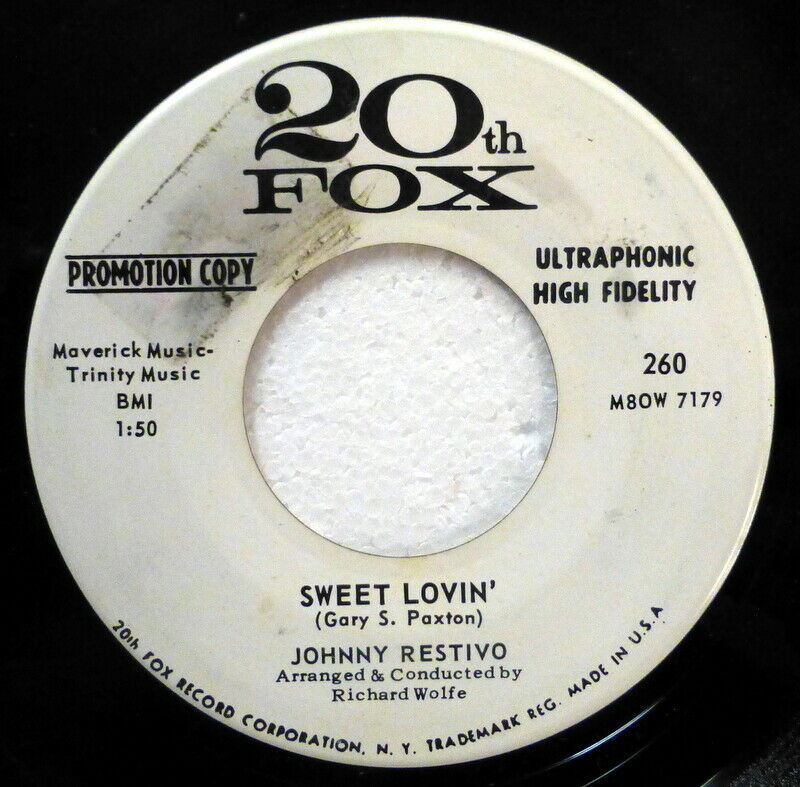 20th
FOX
PROMOTION COPY
ULTRAPHONIC
HIGH FIDELITY
Maverick Music-
Trinity Music
BMI
1:50
260
M8OW 7179
SWEET LOVIN'
(Gary S. Paxton)
JOHNNY RESTIVO
Arranged & Conducted by
Richard Wolfe
20th FOX RECORD CORPORATION, N. Y. TRADEMARK REG. MADE IN U.S.A